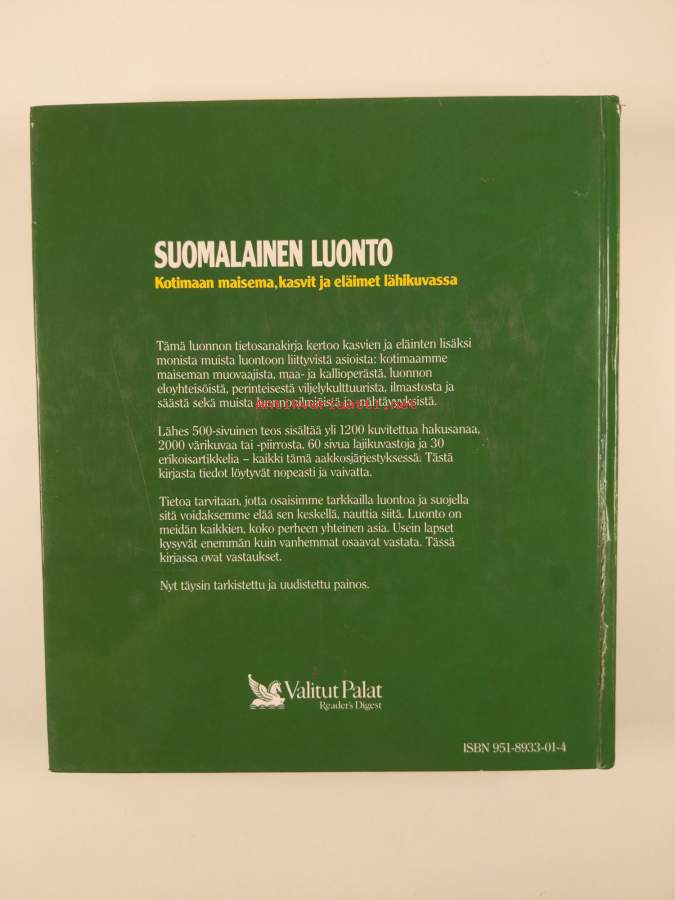 SUOMALAINEN LUONTO
Kotimaan maisema, kasvit ja eläimet lähikuvassa
Tämä luonnon tietosanakirja kertoo kasvien ja eläinten lisäksi
monista muista luontoon liittyvistä asioista: kotimaamme
maiseman muovaajista, maa- ja kallioperästä, luonnon
eloyhteisöistä, perinteisestä viljelykulttuurista, ilmastosta ja
säästä sekä muista luonnonilmiöistä ja nähtävyyksistä.
Lähes 500-sivuinen teos sisältää yli 1200 kuvitettua hakusanaa,
2000 värikuvaa tai -piirrosta, 60 sivua lajikuvastoja ja 30
erikoisartikkelia – kaikki tämä aakkosjärjestyksessä. Tästä
kirjasta tiedot löytyvät nopeasti ja vaivatta.
Tietoa tarvitaan, jotta osaisimme tarkkailla luontoa ja suojella
sitä voidaksemme elää sen keskellä, nauttia siitä. Luonto on
meidän kaikkien, koko perheen yhteinen asia. Usein lapset
kysyvät enemmän kuin vanhemmat osaavat vastata. Tässä
kirjassa ovat vastaukset.
Nyt täysin tarkistettu ja uudistettu painos.
Valitut Palat
Reader's Digest
ISBN 951-8933-01-4